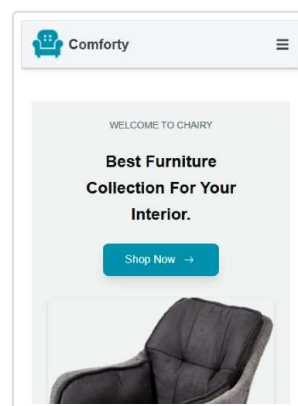 Comforty
WELCOME TO CHAIRY
Best Furniture
Collection For Your
Interior.
Shop Now →